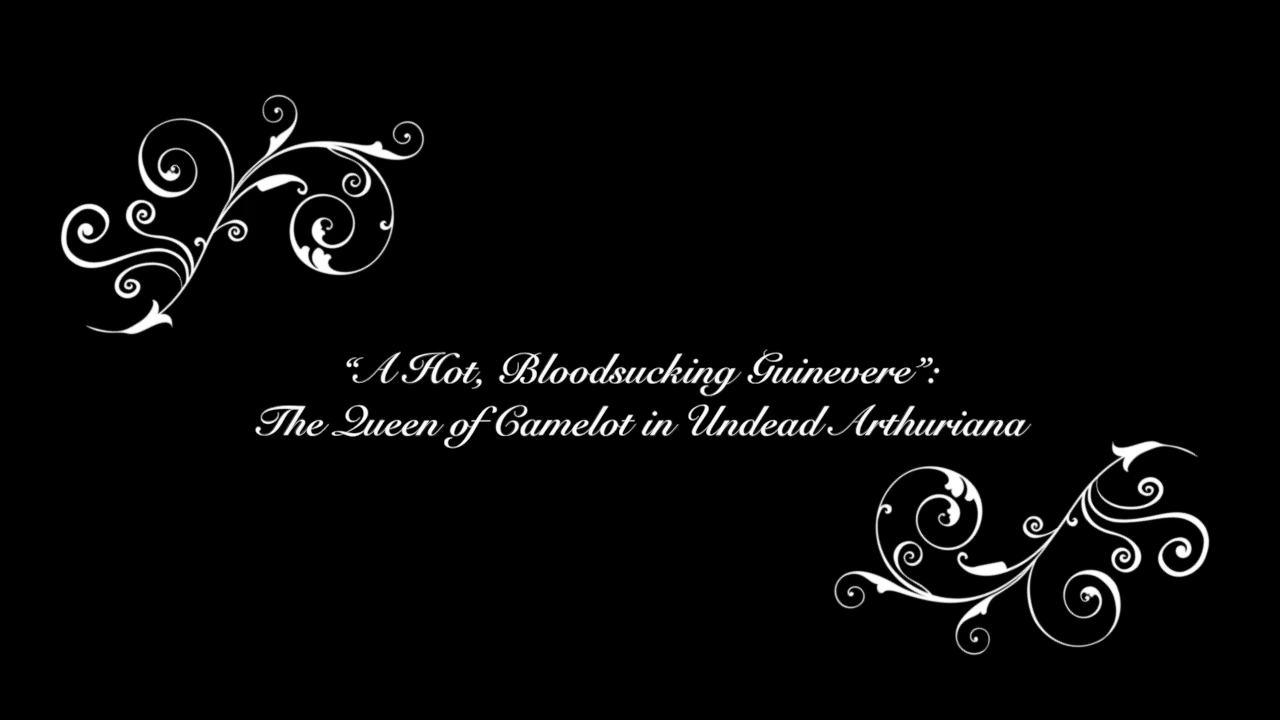 “A Hot, Bloodsucking Guinevere”:
The Queen of Camelot in Undead Arthuriana